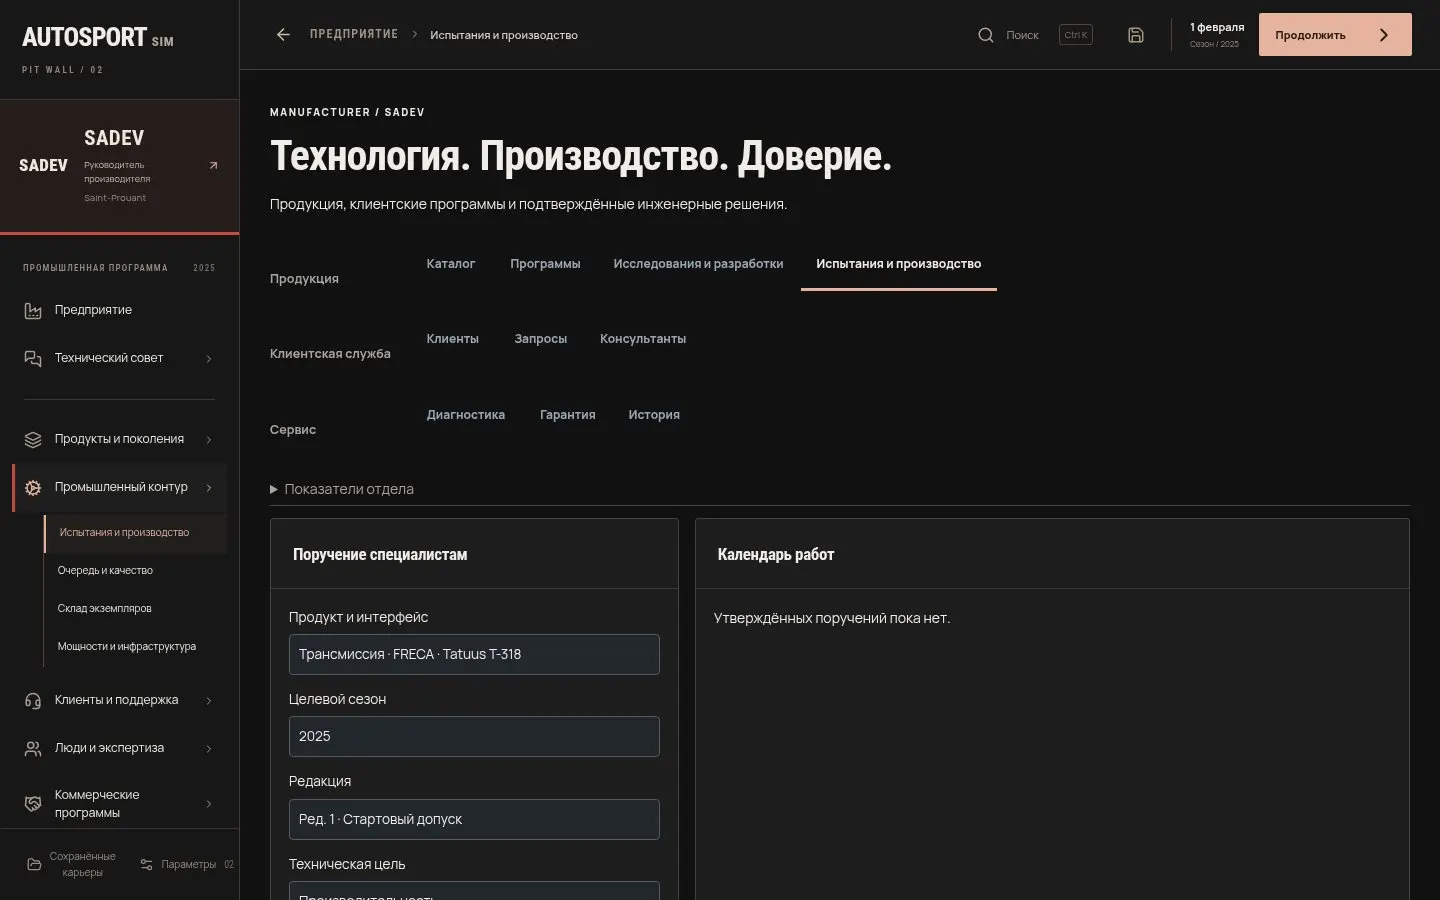 AUTOSPORT SIM
PIT WALL / 02
SADEV
SADEV
Руководитель
производителя
Saint-Prouant
ПРОМЫШЛЕННАЯ ПРОГРАММА 2025
Предприятие
Технический совет
Продукты и поколения
Промышленный контур
Испытания и производство
Очередь и качество
Склад экземпляров
Мощности и инфраструктура
Клиенты и поддержка
Люди и экспертиза
Коммерческие
программы
Сохранённые
карьеры
Параметры 02
ПРЕДПРИЯТИЕ
Испытания и производство
Поиск Ctrl K
1 февраля
Сезон / 2025
Продолжить
MANUFACTURER / SADEV
Технология. Производство. Доверие.
Продукция, клиентские программы и подтверждённые инженерные решения.
Продукция
Каталог Программы Исследования и разработки Испытания и производство
Клиентская служба
Клиенты Запросы Консультанты
Сервис
Диагностика Гарантия История
Показатели отдела
Поручение специалистам
Продукт и интерфейс
Трансмиссия · FRECA · Tatuus T-318
Целевой сезон
2025
Редакция
Ред. 1 · Стартовый допуск
Техническая цель
Производительность
Календарь работ
Утверждённых поручений пока нет.